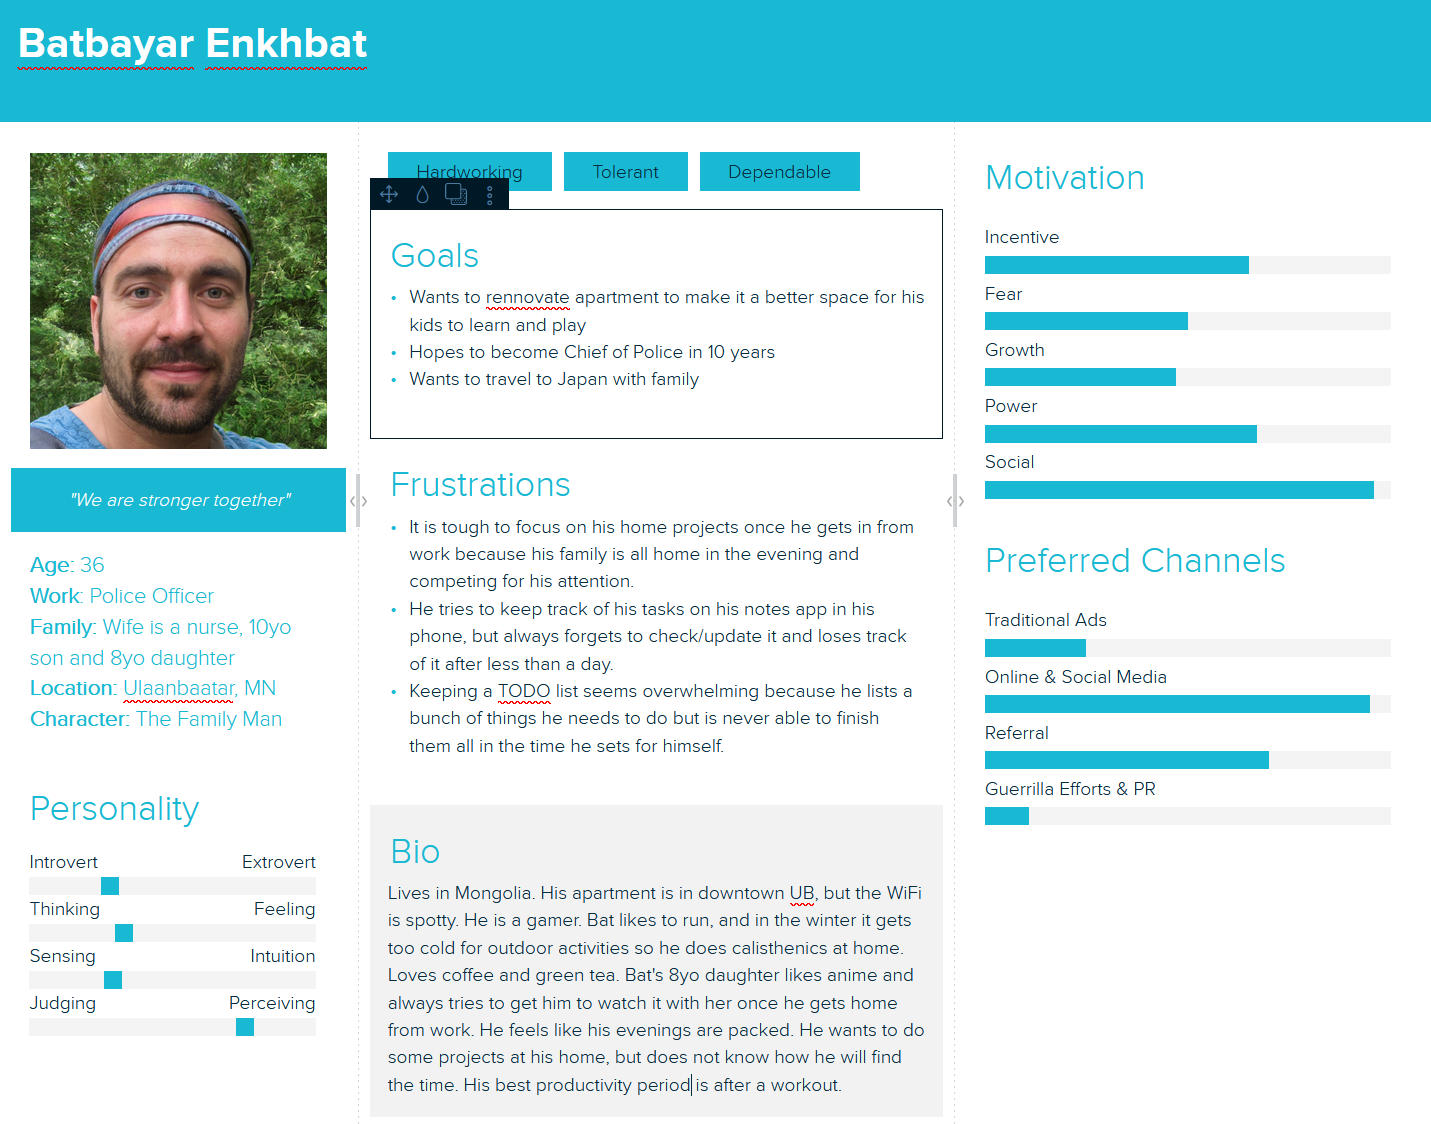 Batbayar Enkhbat
"We are stronger together"
Age: 36
Work: Police Officer
Family: Wife is a nurse, 10yo
son and 8yo daughter
Location: Ulaanbaatar, MN
Character: The Family Man
Personality
Introvert Extrovert
Thinking Feeling
Sensing Intuition
Judging Perceiving
Hardworking Tolerant Dependable
Goals
• Wants to rennovate apartment to make it a better space for his
kids to learn and play
• Hopes to become Chief of Police in 10 years
• Wants to travel to Japan with family
Frustrations
• It is tough to focus on his home projects once he gets in from
work because his family is all home in the evening and
competing for his attention.
• He tries to keep track of his tasks on his notes app in his
phone, but always forgets to check/update it and loses track
of it after less than a day.
• Keeping a TODO list seems overwhelming because he lists a
bunch of things he needs to do but is never able to finish
them all in the time he sets for himself.
Bio
Lives in Mongolia. His apartment is in downtown UB, but the WiFi
is spotty. He is a gamer. Bat likes to run, and in the winter it gets
too cold for outdoor activities so he does calisthenics at home.
Loves coffee and green tea. Bat's 8yo daughter likes anime and
always tries to get him to watch it with her once he gets home
from work. He feels like his evenings are packed. He wants to do
some projects at his home, but does not know how he will find
the time. His best productivity period is after a workout.
Motivation
Incentive
Fear
Growth
Power
Social
Preferred Channels
Traditional Ads
Online & Social Media
Referral
Guerrilla Efforts & PR